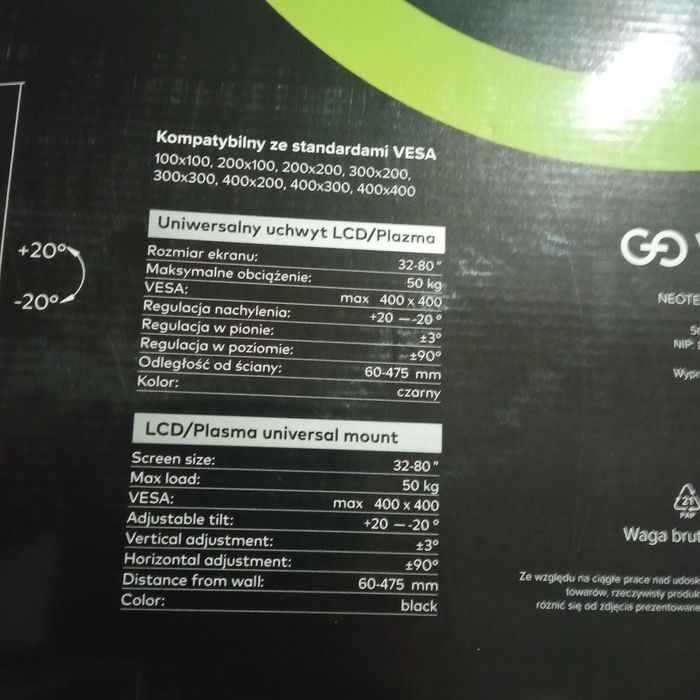 Kompatybilny ze standardami VESA
100x100, 200x100, 200x200, 300x200,
300x300, 400x200, 400x300, 400x400
+20°
-20°
Uniwersalny uchwyt LCD/Plazma
Rozmiar ekranu: 32-80"
Maksymalne obciążenie: 50 kg
VESA: max 400 x 400
Regulacja nachylenia: +20 — -20°
Regulacja w pionie: ±3°
Regulacja w poziomie: ±90°
Odległość od ściany: 60-475 mm
Kolor: czarny
LCD/Plasma universal mount
Screen size: 32-80"
Max load: 50 kg
VESA: max 400 x 400
Adjustable tilt: +20 — -20°
Vertical adjustment: ±3°
Horizontal adjustment: ±90°
Distance from wall: 60-475 mm
Color: black
NEOTE
NIP:
Wypr
21
PAP
Waga brut
Ze względu na ciągłe prace nad udosk
towarów, rzeczywisty produk
różnić się od zdjęcia prezentowane